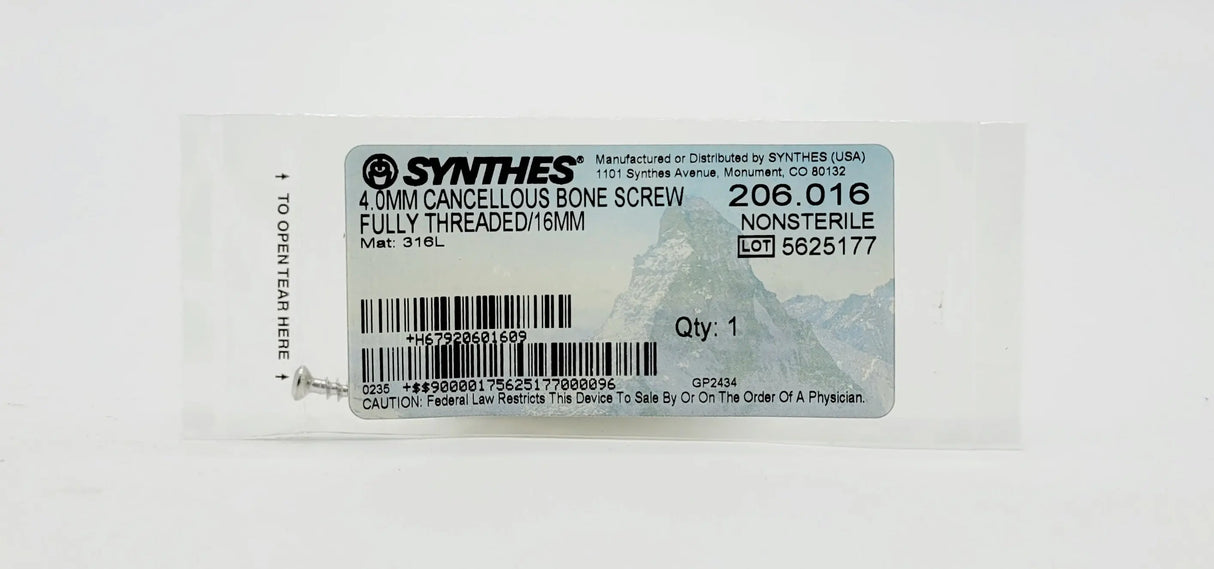 ↑ TO OPEN TEAR HERE ↑
SYNTHES®
Manufactured or Distributed by SYNTHES (USA)
1101 Synthes Avenue, Monument, CO 80132
4.0MM CANCELLOUS BONE SCREW
FULLY THREADED/16MM
Mat: 316L
206.016
NONSTERILE
LOT 5625177
+H67920601609
Qty: 1
0235 +$$90000175625177000096
GP2434
CAUTION: Federal Law Restricts This Device To Sale By Or On The Order Of A Physician.